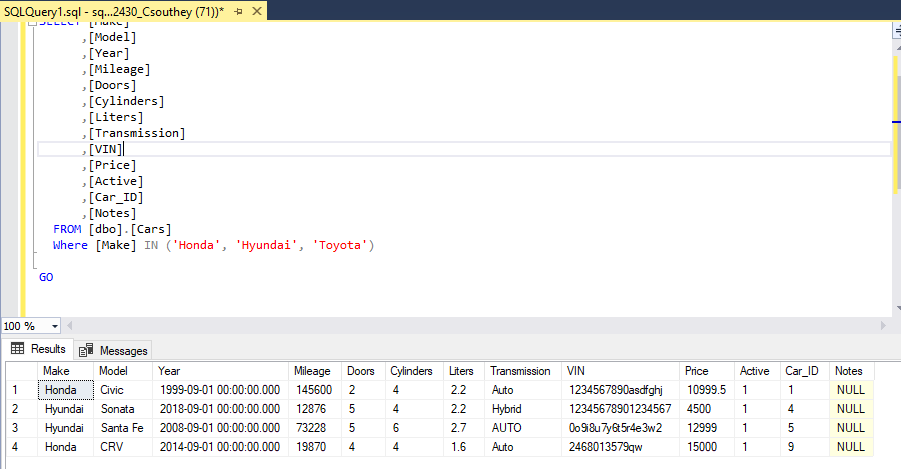 SQLQuery1.sql - sq...2430_Csouthey (71))*
SELECT [Make]
,[Model]
,[Year]
,[Mileage]
,[Doors]
,[Cylinders]
,[Liters]
,[Transmission]
,[VIN]
,[Price]
,[Active]
,[Car_ID]
,[Notes]
FROM [dbo].[Cars]
Where [Make] IN ('Honda', 'Hyundai', 'Toyota')
GO
100 %
Results Messages
Make Model Year Mileage Doors Cylinders Liters Transmission VIN Price Active Car_ID Notes
1 Honda Civic 1999-09-01 00:00:00.000 145600 2 4 2.2 Auto 1234567890asdfghj 10999.5 1 1 NULL
2 Hyundai Sonata 2018-09-01 00:00:00.000 12876 5 4 2.2 Hybrid 12345678901234567 4500 1 4 NULL
3 Hyundai Santa Fe 2008-09-01 00:00:00.000 73228 5 6 2.7 AUTO 0o9i8u7y6t5r4e3w2 12999 1 5 NULL
4 Honda CRV 2014-09-01 00:00:00.000 19870 4 4 1.6 Auto 2468013579qw 15000 1 9 NULL